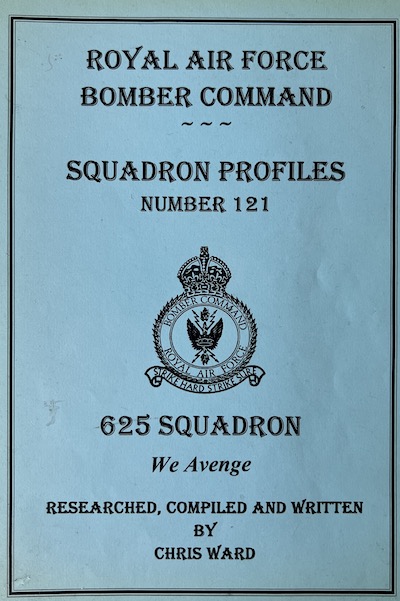 ROYAL AIR FORCE
BOMBER COMMAND
~ ~ ~
SQUADRON PROFILES
NUMBER 121
BOMBER COMMAND
ROYAL AIR FORCE
STRIKE HARD STRIKE SURE
625 SQUADRON
We Avenge
RESEARCHED, COMPILED AND WRITTEN
BY
CHRIS WARD